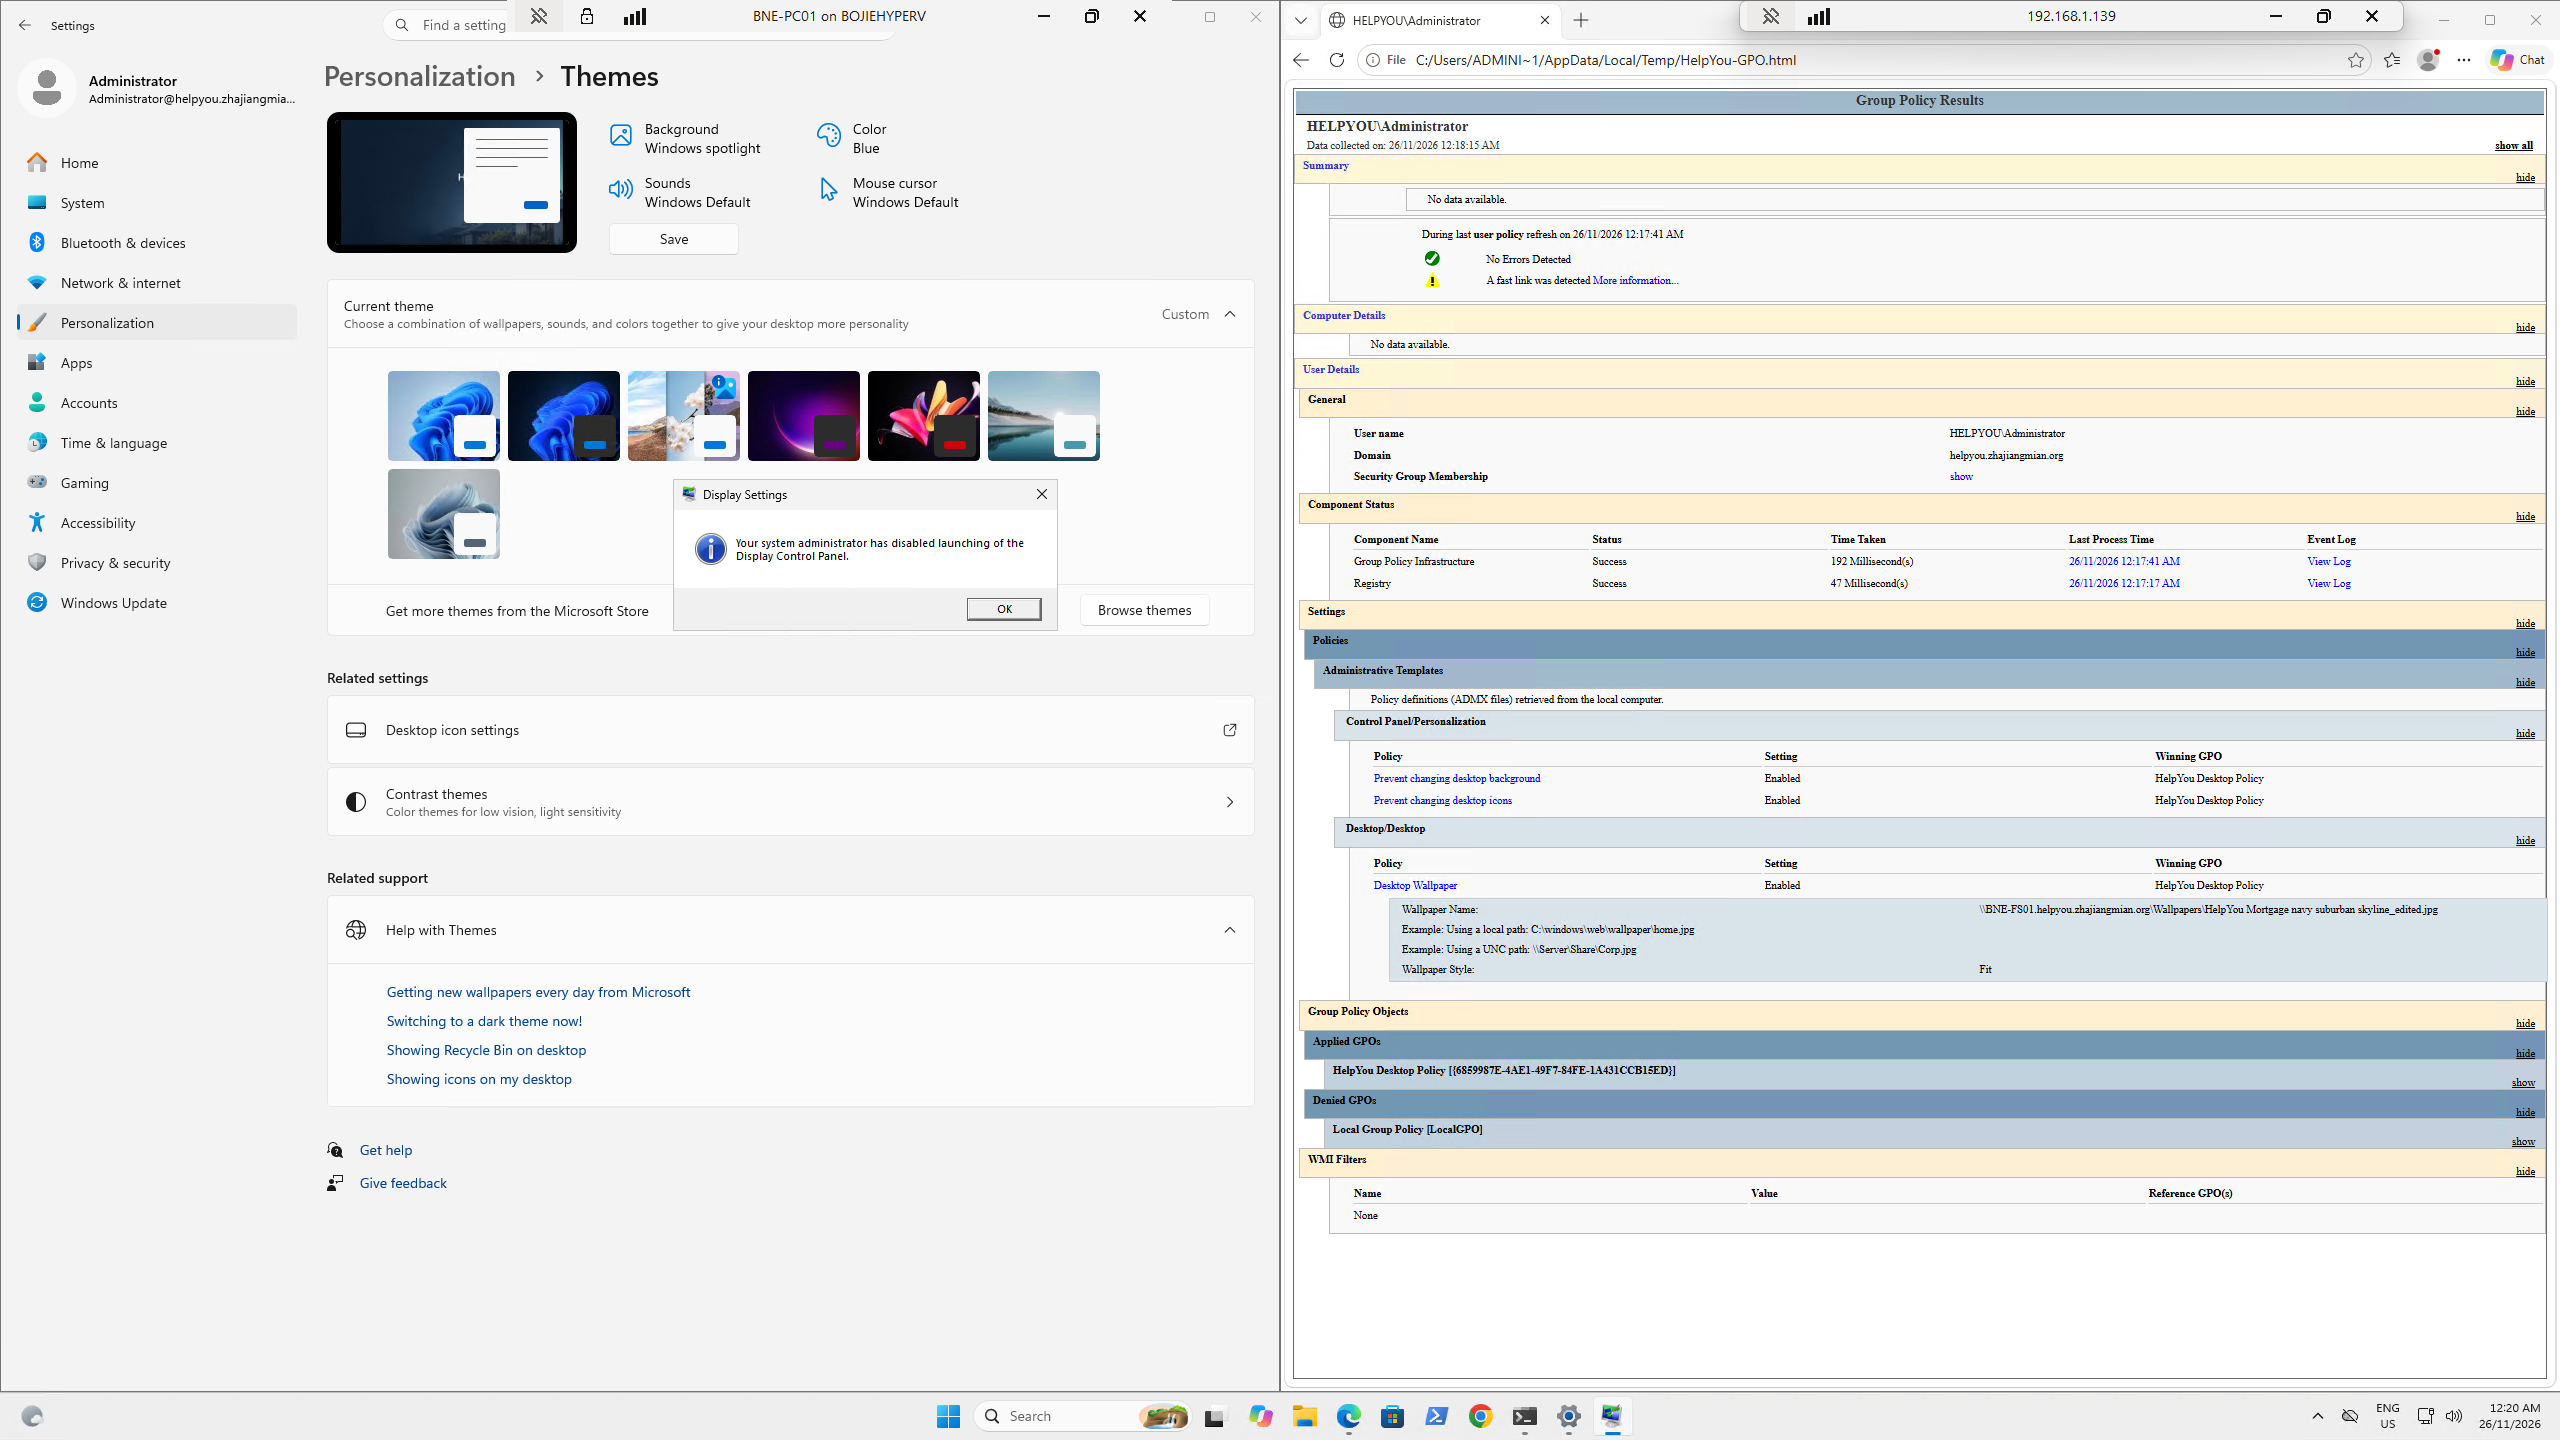 Settings
Find a setting
BNE-PC01 on BOJIEHYPERV
Administrator
Administrator@helpyou.zhajiangmia...
Home
System
Bluetooth & devices
Network & internet
Personalization
Apps
Accounts
Time & language
Gaming
Accessibility
Privacy & security
Windows Update
Personalization > Themes
Background
Windows spotlight
Color
Blue
Sounds
Windows Default
Mouse cursor
Windows Default
Save
Current theme
Choose a combination of wallpapers, sounds, and colors together to give your desktop more personality
Custom
Display Settings
Your system administrator has disabled launching of the
Display Control Panel.
OK
Get more themes from the Microsoft Store
Browse themes
Related settings
Desktop icon settings
Contrast themes
Color themes for low vision, light sensitivity
Related support
Help with Themes
Getting new wallpapers every day from Microsoft
Switching to a dark theme now!
Showing Recycle Bin on desktop
Showing icons on my desktop
Get help
Give feedback
HELPYOU\Administrator
192.168.1.139
File C:/Users/ADMINI~1/AppData/Local/Temp/HelpYou-GPO.html
Chat
Group Policy Results
HELPYOU\Administrator
Data collected on: 26/11/2026 12:18:15 AM
show all
Summary
hide
No data available.
During last user policy refresh on 26/11/2026 12:17:41 AM
No Errors Detected
A fast link was detected More information...
Computer Details
hide
No data available.
User Details
hide
General
hide
User name HELPYOU\Administrator
Domain helpyou.zhajiangmian.org
Security Group Membership show
Component Status
hide
Component Name Status Time Taken Last Process Time Event Log
Group Policy Infrastructure Success 192 Millisecond(s) 26/11/2026 12:17:41 AM View Log
Registry Success 47 Millisecond(s) 26/11/2026 12:17:17 AM View Log
Settings
hide
Policies
hide
Administrative Templates
hide
Policy definitions (ADMX files) retrieved from the local computer.
Control Panel/Personalization
hide
Policy Setting Winning GPO
Prevent changing desktop background Enabled HelpYou Desktop Policy
Prevent changing desktop icons Enabled HelpYou Desktop Policy
Desktop/Desktop
hide
Policy Setting Winning GPO
Desktop Wallpaper Enabled HelpYou Desktop Policy
Wallpaper Name: \\BNE-FS01.helpyou.zhajiangmian.org\Wallpapers\HelpYou Mortgage navy suburban skyline_edited.jpg
Example: Using a local path: C:\windows\web\wallpaper\home.jpg
Example: Using a UNC path: \\Server\Share\Corp.jpg
Wallpaper Style: Fit
Group Policy Objects
hide
Applied GPOs
hide
HelpYou Desktop Policy [{6859987E-4AE1-49F7-84FE-1A431CCB15ED}]
show
Denied GPOs
hide
Local Group Policy [LocalGPO]
show
WMI Filters
hide
Name Value Reference GPO(s)
None
Search
ENG
US
12:20 AM
26/11/2026